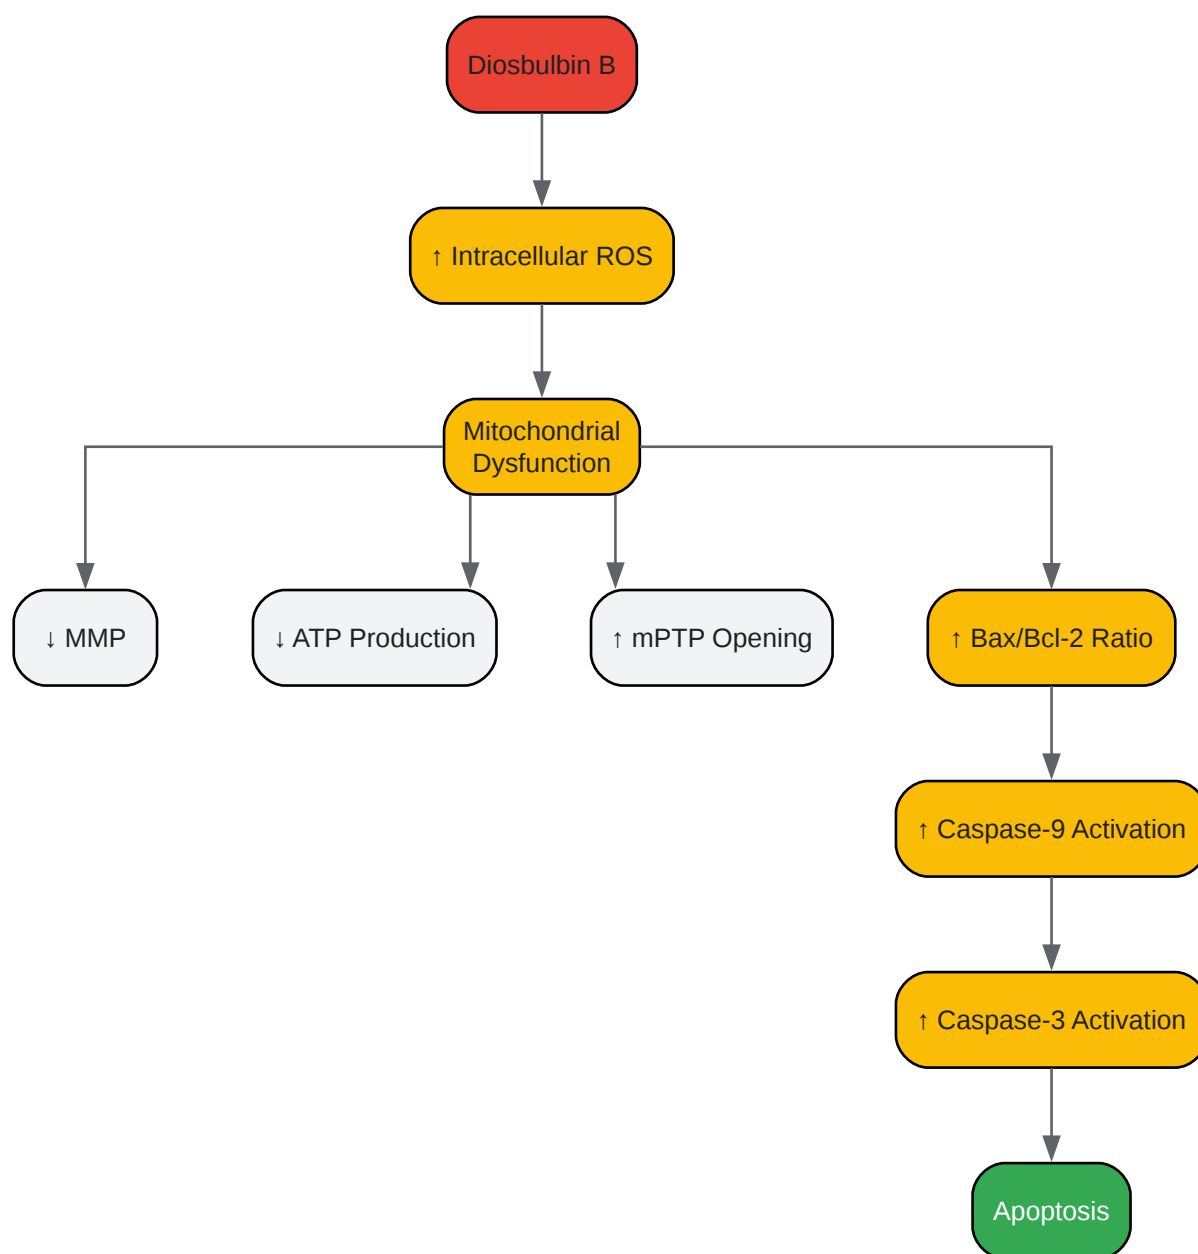 Diosbulbin B
↑ Intracellular ROS
Mitochondrial
Dysfunction
↓ MMP
↓ ATP Production
↑ mPTP Opening
↑ Bax/Bcl-2 Ratio
↑ Caspase-9 Activation
↑ Caspase-3 Activation
Apoptosis